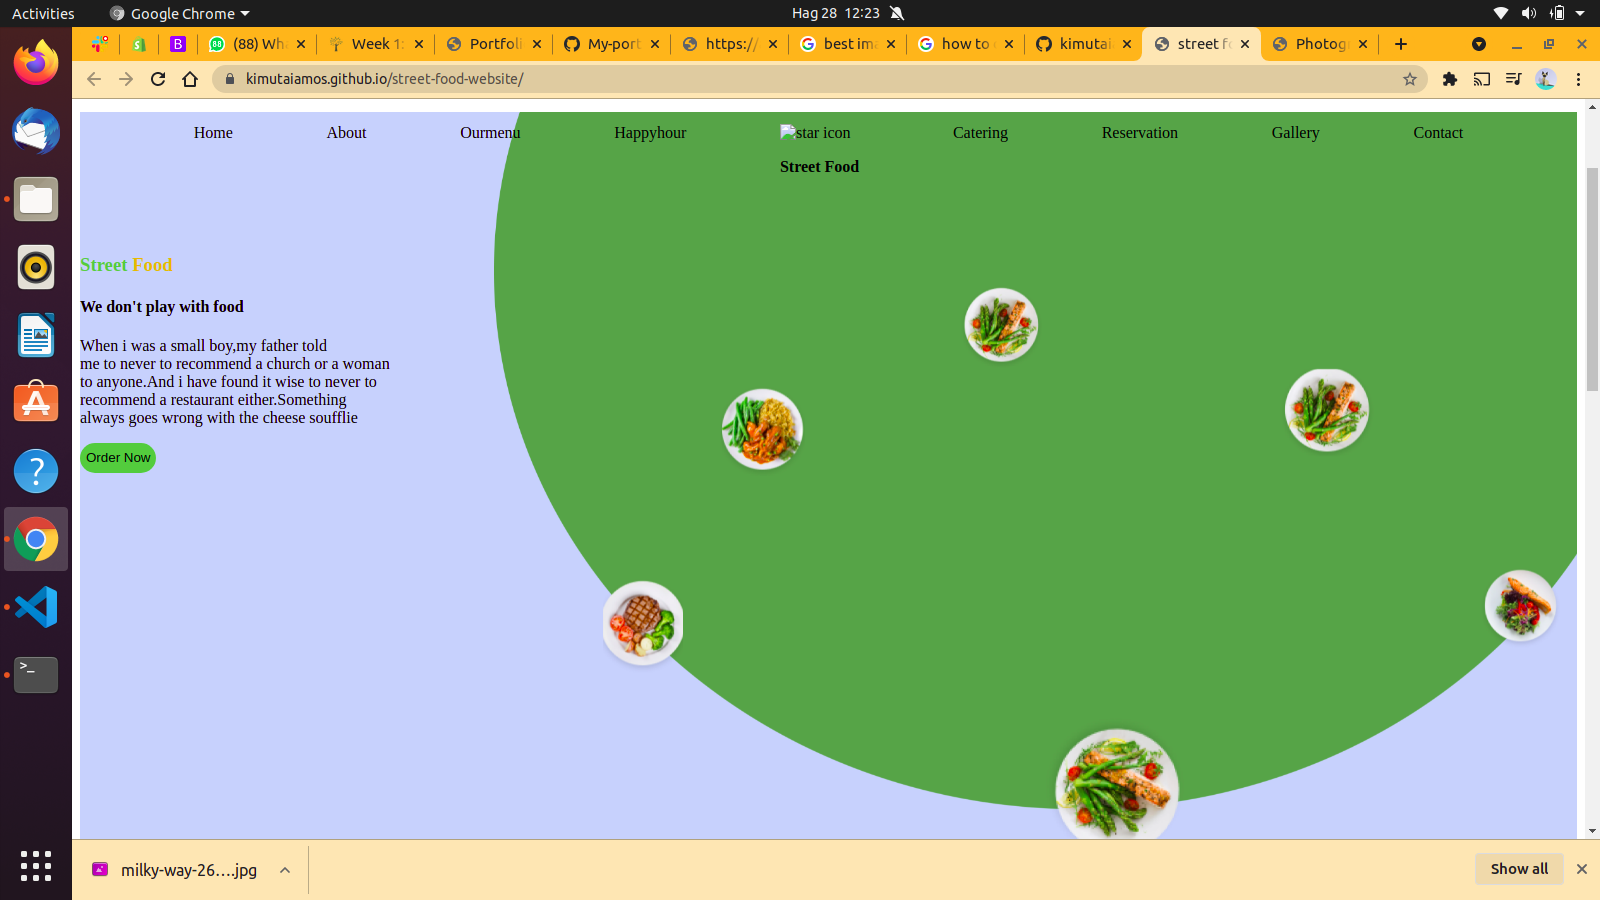 Activities
Google Chrome
Hag 28 12:23
(88) Wha
Week 1:
Portfoli
My-port
https://
best im
how to
kimutai
street f
Photog
kimutaiamos.github.io/street-food-website/
Home
About
Ourmenu
Happyhour
star icon
Catering
Reservation
Gallery
Contact
Street Food
Street Food
We don't play with food
When i was a small boy,my father told
me to never to recommend a church or a woman
to anyone.And i have found it wise to never to
recommend a restaurant either.Something
always goes wrong with the cheese soufflie
Order Now
milky-way-26....jpg
Show all